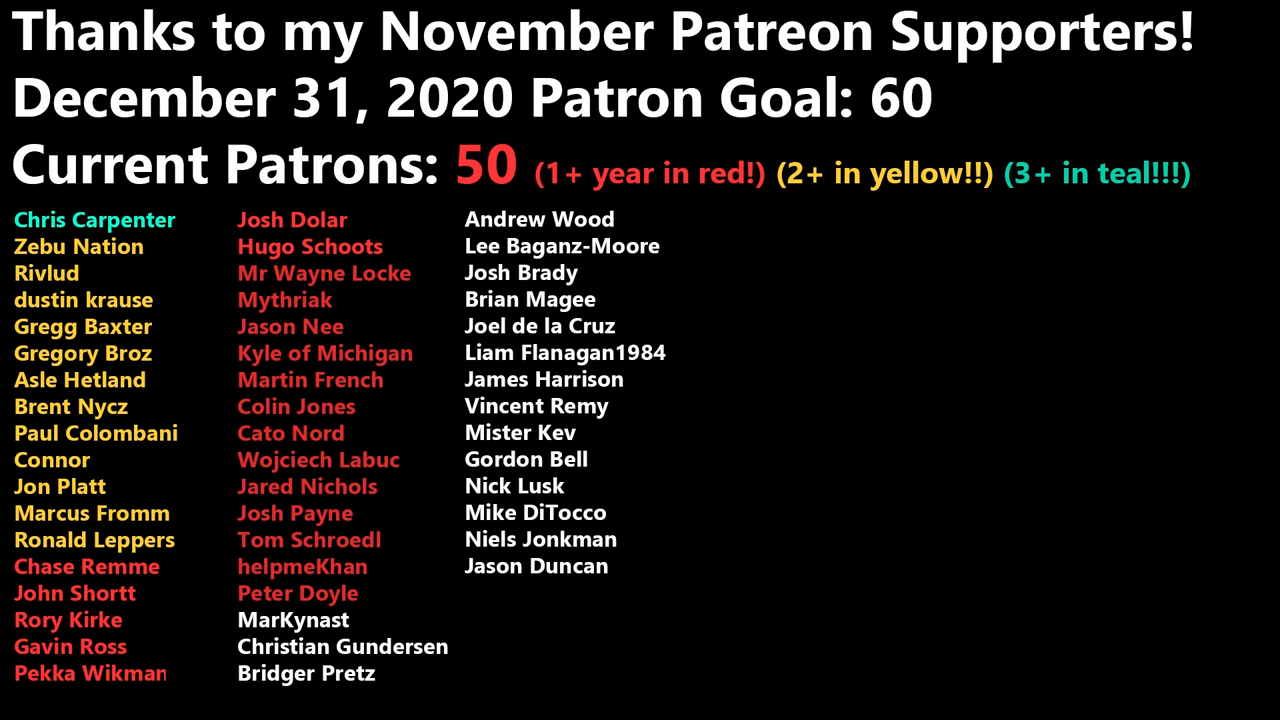 Thanks to my November Patreon Supporters!
December 31, 2020 Patron Goal: 60
Current Patrons: 50 (1+ year in red!) (2+ in yellow!!) (3+ in teal!!!)
Chris Carpenter
Zebu Nation
Rivlud
dustin krause
Gregg Baxter
Gregory Broz
Asle Hetland
Brent Nycz
Paul Colombani
Connor
Jon Platt
Marcus Fromm
Ronald Leppers
Chase Remme
John Shortt
Rory Kirke
Gavin Ross
Pekka Wikman
Josh Dolar
Hugo Schoots
Mr Wayne Locke
Mythriak
Jason Nee
Kyle of Michigan
Martin French
Colin Jones
Cato Nord
Wojciech Labuc
Jared Nichols
Josh Payne
Tom Schroedl
helpmeKhan
Peter Doyle
MarKynast
Christian Gundersen
Bridger Pretz
Andrew Wood
Lee Baganz-Moore
Josh Brady
Brian Magee
Joel de la Cruz
Liam Flanagan1984
James Harrison
Vincent Remy
Mister Kev
Gordon Bell
Nick Lusk
Mike DiTocco
Niels Jonkman
Jason Duncan